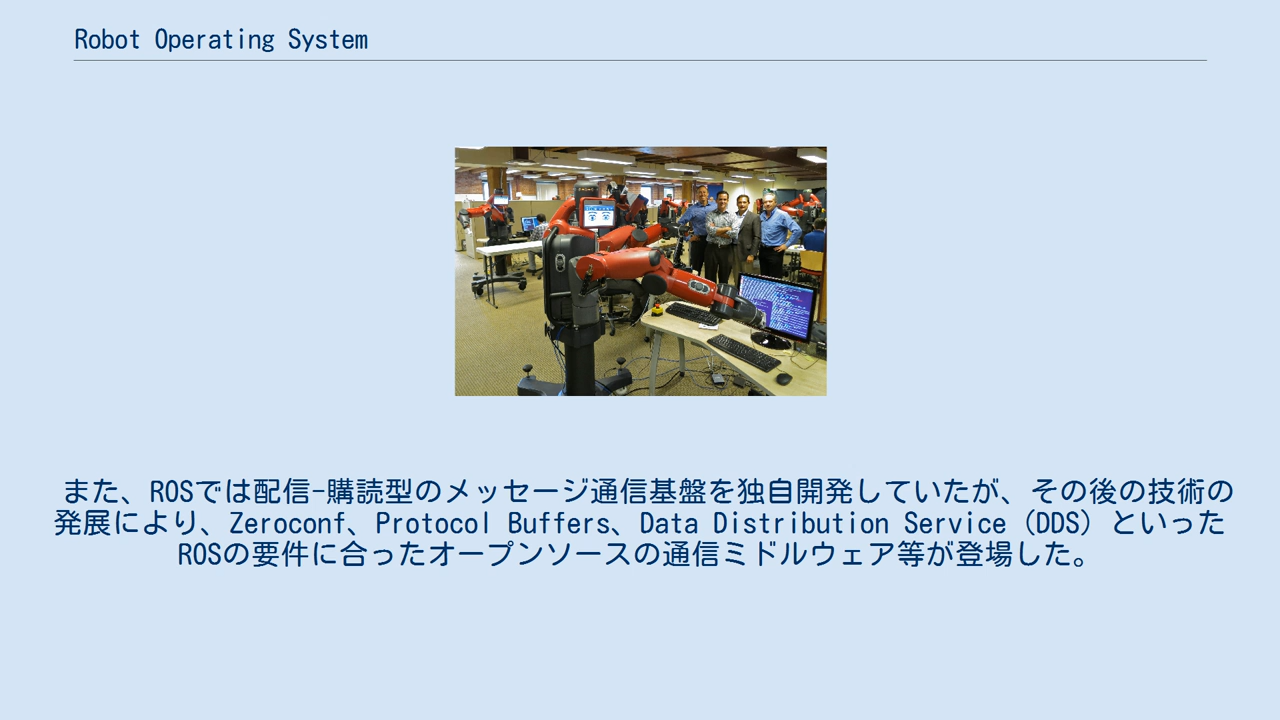 Robot Operating System
また、ROSでは配信-購読型のメッセージ通信基盤を独自開発していたが、その後の技術の
発展により、Zeroconf、Protocol Buffers、Data Distribution Service（DDS）といった
ROSの要件に合ったオープンソースの通信ミドルウェア等が登場した。